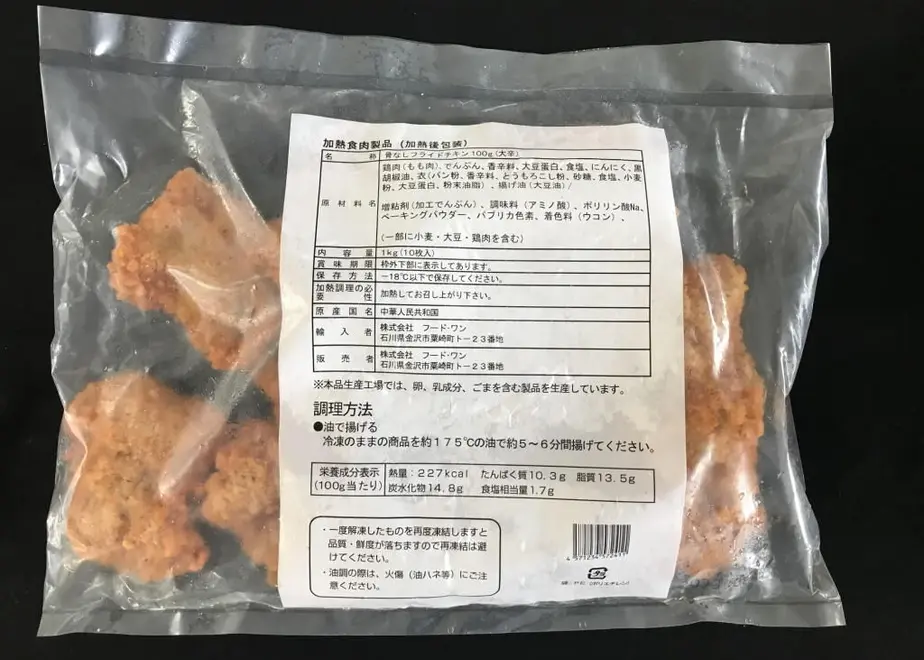 加熱食肉製品(加熱後包装)
名称 骨なしフライドチキン100g(大辛)
原材料名 鶏肉(もも肉)、でんぷん、香辛料、大豆蛋白、食塩、にんにく、黒
胡椒油、衣(パン粉、香辛料、とうもろこし粉、砂糖、食塩、小麦
粉、大豆蛋白、粉末油脂)、揚げ油(大豆油)/
増粘剤(加工でんぷん)、調味料(アミノ酸)、ポリリン酸Na、
ベーキングパウダー、パプリカ色素、着色料(ウコン)、
(一部に小麦・大豆・鶏肉を含む)
内容量 1kg(10枚入)
賞味期限 枠外下部に表示してあります。
保存方法 −18℃以下で保存してください。
加熱調理の必要性 加熱してお召し上がり下さい。
原産国名 中華人民共和国
輸入者 株式会社 フード・ワン
石川県金沢市粟崎町ト−23番地
販売者 株式会社 フード・ワン
石川県金沢市粟崎町ト−23番地
※本品生産工場では、卵、乳成分、ごまを含む製品を生産しています。
調理方法
●油で揚げる
冷凍のままの商品を約175℃の油で約5〜6分間揚げてください。
栄養成分表示 熱量:227kcal たんぱく質10.3g 脂質13.5g
(100g当たり) 炭水化物14.8g 食塩相当量1.7g
・一度解凍したものを再度凍結しますと
品質・鮮度が落ちますので再凍結は避
けてください。
・油調の際は、火傷(油ハネ等)にご注
意ください。